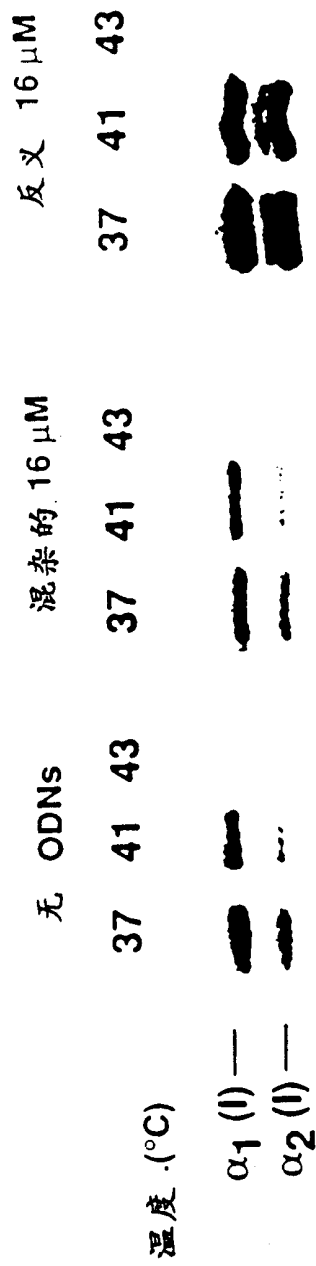 无 ODNs 混杂的 16 μM 反义 16 μM
温度 (°C) 37 41 43 37 41 43 37 41 43
α1 (I)
α2 (I)